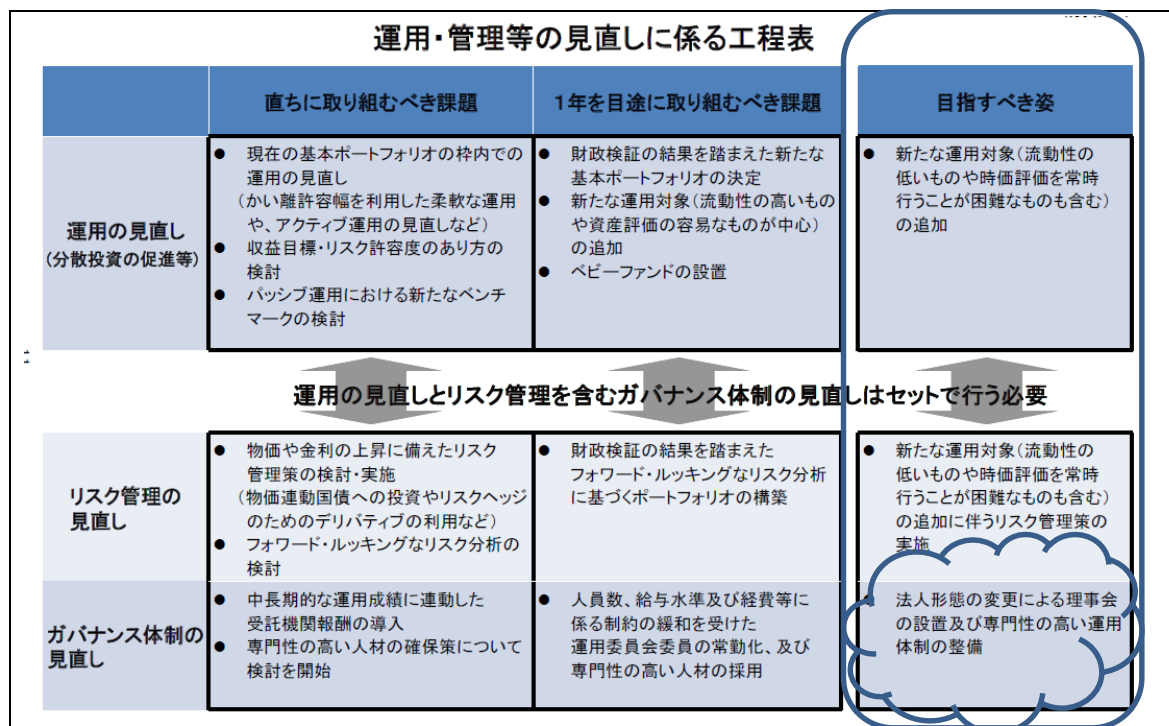 運用・管理等の見直しに係る工程表
直ちに取り組むべき課題
1年を目途に取り組むべき課題
目指すべき姿
運用の見直し
(分散投資の促進等)
● 現在の基本ポートフォリオの枠内での
運用の見直し
(かい離許容幅を利用した柔軟な運用
や、アクティブ運用の見直しなど)
● 収益目標・リスク許容度のあり方の
検討
● パッシブ運用における新たなベンチ
マークの検討
● 財政検証の結果を踏まえた新たな
基本ポートフォリオの決定
● 新たな運用対象(流動性の高いもの
や資産評価の容易なものが中心)
の追加
● ベビーファンドの設置
● 新たな運用対象(流動性の
低いものや時価評価を常時
行うことが困難なものも含む)
の追加
運用の見直しとリスク管理を含むガバナンス体制の見直しはセットで行う必要
リスク管理の
見直し
● 物価や金利の上昇に備えたリスク
管理策の検討・実施
(物価連動国債への投資やリスクヘッジ
のためのデリバティブの利用など)
● フォワード・ルッキングなリスク分析の
検討
● 財政検証の結果を踏まえた
フォワード・ルッキングなリスク分析
に基づくポートフォリオの構築
● 新たな運用対象(流動性の
低いものや時価評価を常時
行うことが困難なものも含む)
の追加に伴うリスク管理策の
実施
ガバナンス体制の
見直し
● 中長期的な運用成績に連動した
受託機関報酬の導入
● 専門性の高い人材の確保策について
検討を開始
● 人員数、給与水準及び経費等に
係る制約の緩和を受けた
運用委員会委員の常勤化、及び
専門性の高い人材の採用
● 法人形態の変更による理事会
の設置及び専門性の高い運用
体制の整備